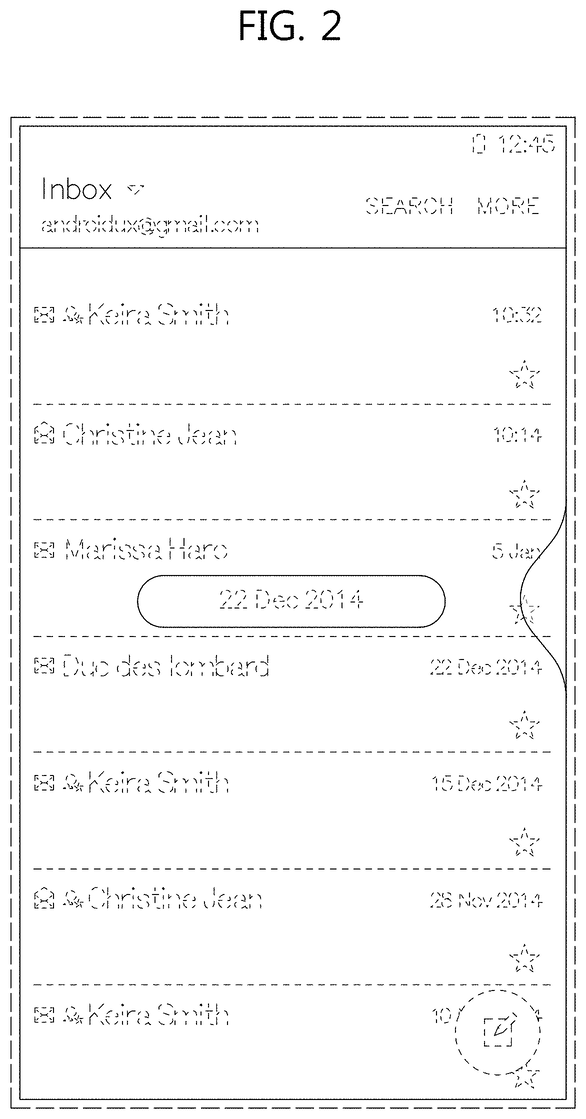 FIG. 2
12:45
Inbox
SEARCH MORE
androidux@gmail.com
Keira Smith 10:32
Christine Jean 10:14
Marissa Haro 5 Jan
22 Dec 2014
Duc des lombard 22 Dec 2014
Keira Smith 15 Dec 2014
Christine Jean 26 Nov 2014
Keira Smith 10